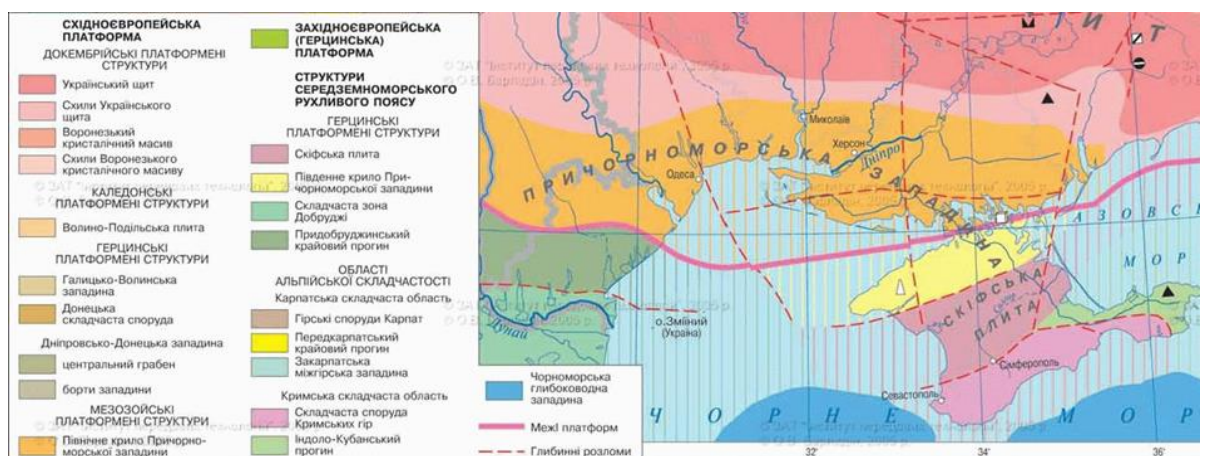 СХІДНОЄВРОПЕЙСЬКА
ПЛАТФОРМА
ДОКЕМБРІЙСЬКІ ПЛАТФОРМЕНІ
СТРУКТУРИ
Український щит
Схили Українського
щита
Воронезький
кристалічний масив
Схили Воронезького
кристалічного масиву
КАЛЕДОНСЬКІ
ПЛАТФОРМЕНІ СТРУКТУРИ
Волино-Подільська плита
ГЕРЦИНСЬКІ
ПЛАТФОРМЕНІ СТРУКТУРИ
Галицько-Волинська
западина
Донецька
складчаста споруда
Дніпровсько-Донецька западина
центральний грабен
борти западини
МЕЗОЗОЙСЬКІ
ПЛАТФОРМЕНІ СТРУКТУРИ
Північне крило Причорно-
морської западини
ЗАХІДНОЄВРОПЕЙСЬКА
(ГЕРЦИНСЬКА)
ПЛАТФОРМА
СТРУКТУРИ
СЕРЕДЗЕМНОМОРСЬКОГО
РУХЛИВОГО ПОЯСУ
ГЕРЦИНСЬКІ
ПЛАТФОРМЕНІ СТРУКТУРИ
Скіфська плита
Південне крило При-
чорноморської западини
Складчаста зона
Добруджі
Придобруджинський
крайовий прогин
ОБЛАСТІ
АЛЬПІЙСЬКОЇ СКЛАДЧАСТОСТІ
Карпатська складчаста область
Гірські споруди Карпат
Передкарпатський
крайовий прогин
Закарпатська
міжгірська западина
Кримська складчаста область
Складчаста споруда
Кримських гір
Індоло-Кубанський
прогин
Чорноморська
глибоководна
западина
Межі платформ
Глибинні розломи
И Т
Миколаїв
Херсон
Дніпро
Одеса
ПРИЧОРНОМОРСЬКА
ЗАПАДИНА
АЗОВСЬК
МОР
СКІФСЬКА
ПЛИТА
Дунай
о.Зміїний
(Україна)
Сімферополь
Севастополь
ЧОРНЕ МОР
32
34
36°